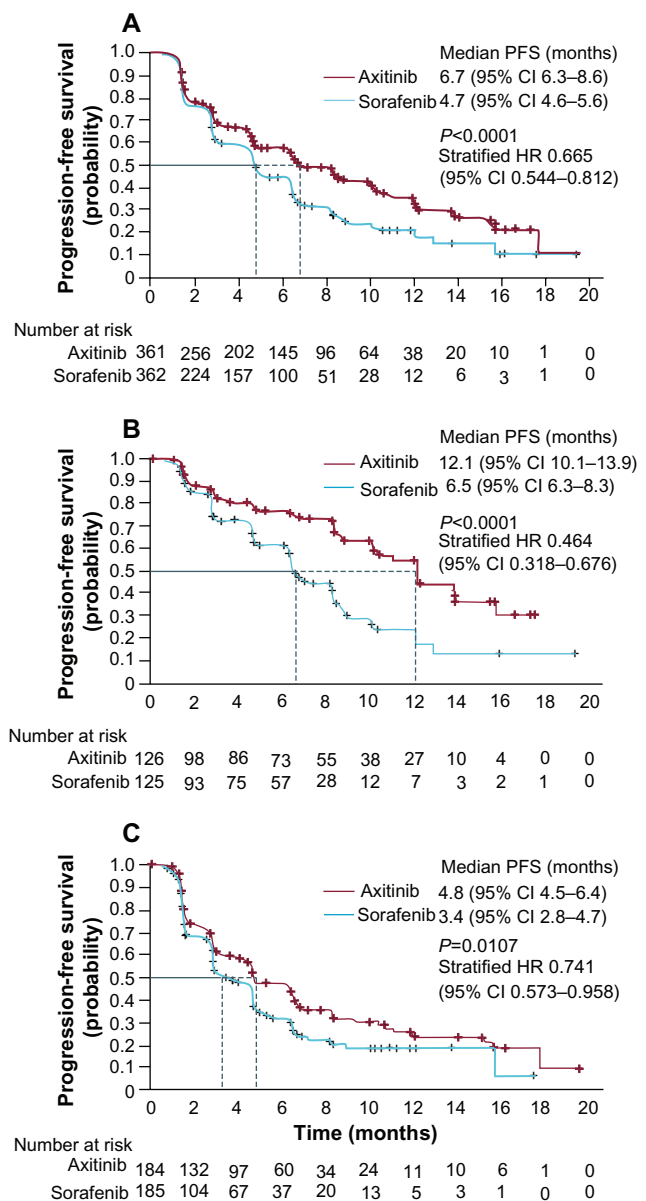 A
Median PFS (months)
Axitinib 6.7 (95% CI 6.3–8.6)
Sorafenib 4.7 (95% CI 4.6–5.6)
P<0.0001
Stratified HR 0.665
(95% CI 0.544–0.812)
Progression-free survival
(probability)
1.0
0.9
0.8
0.7
0.6
0.5
0.4
0.3
0.2
0.1
0
0 2 4 6 8 10 12 14 16 18 20
Number at risk
Axitinib 361 256 202 145 96 64 38 20 10 1 0
Sorafenib 362 224 157 100 51 28 12 6 3 1 0
B
Median PFS (months)
Axitinib 12.1 (95% CI 10.1–13.9)
Sorafenib 6.5 (95% CI 6.3–8.3)
P<0.0001
Stratified HR 0.464
(95% CI 0.318–0.676)
Progression-free survival
(probability)
1.0
0.9
0.8
0.7
0.6
0.5
0.4
0.3
0.2
0.1
0
0 2 4 6 8 10 12 14 16 18 20
Number at risk
Axitinib 126 98 86 73 55 38 27 10 4 0 0
Sorafenib 125 93 75 57 28 12 7 3 2 1 0
C
Median PFS (months)
Axitinib 4.8 (95% CI 4.5–6.4)
Sorafenib 3.4 (95% CI 2.8–4.7)
P=0.0107
Stratified HR 0.741
(95% CI 0.573–0.958)
Progression-free survival
(probability)
1.0
0.9
0.8
0.7
0.6
0.5
0.4
0.3
0.2
0.1
0
0 2 4 6 8 10 12 14 16 18 20
Time (months)
Number at risk
Axitinib 184 132 97 60 34 24 11 10 6 1 0
Sorafenib 185 104 67 37 20 13 5 3 1 0 0